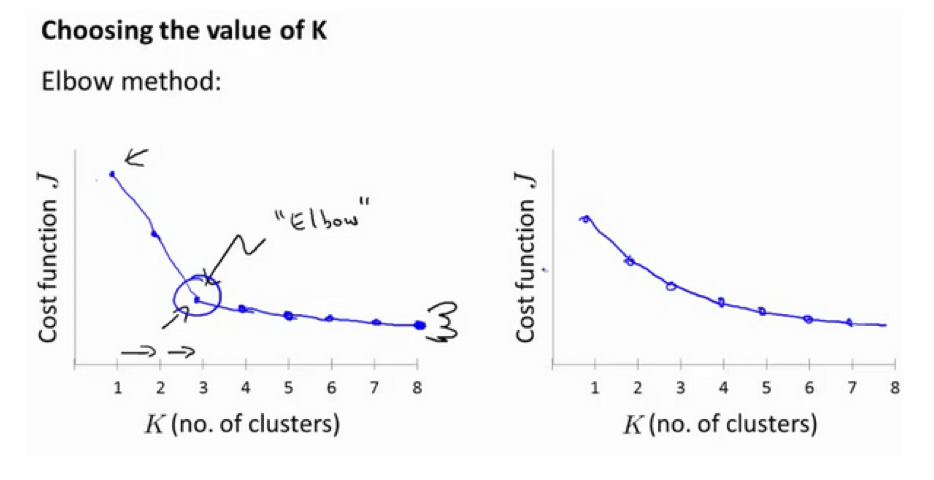 Choosing the value of K
Elbow method:
Cost function J
"Elbow"
1 2 3 4 5 6 7 8
K (no. of clusters)
Cost function J
1 2 3 4 5 6 7 8
K (no. of clusters)